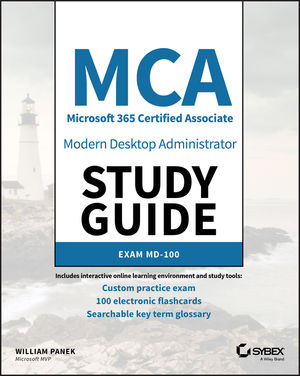 MCA
Microsoft 365 Certified Associate
Modern Desktop Administrator
STUDY
GUIDE
EXAM MD-100
Includes interactive online learning environment and study tools:
Custom practice exam
100 electronic flashcards
Searchable key term glossary
WILLIAM PANEK
Microsoft MVP
SYBEX
A Wiley Brand